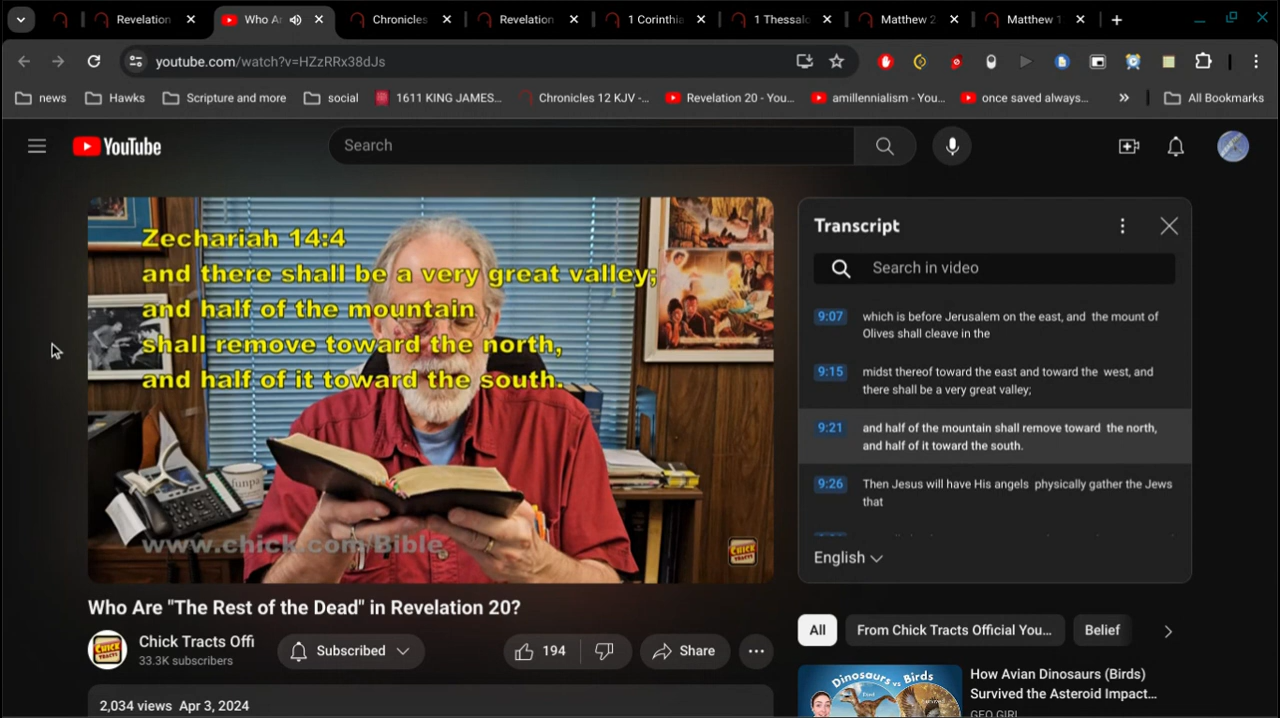 Revelation
Who Ar
Chronicles
Revelation
1 Corinthia
1 Thessalo
Matthew 2
Matthew 1
youtube.com/watch?v=HZzRRx38dJs
news
Hawks
Scripture and more
social
1611 KING JAMES...
Chronicles 12 KJV -...
Revelation 20 - You...
amillennialism - You...
once saved always...
All Bookmarks
YouTube
Search
Zechariah 14:4
and there shall be a very great valley;
and half of the mountain
shall remove toward the north,
and half of it toward the south.
funpa
www.chick.com/Bible
CHICK
TRACTS
Transcript
Search in video
9:07
which is before Jerusalem on the east, and the mount of
Olives shall cleave in the
9:15
midst thereof toward the east and toward the west, and
there shall be a very great valley;
9:21
and half of the mountain shall remove toward the north,
and half of it toward the south.
9:26
Then Jesus will have His angels physically gather the Jews
that
English
Who Are "The Rest of the Dead" in Revelation 20?
Chick Tracts Offi
33.3K subscribers
Subscribed
194
Share
2,034 views Apr 3, 2024
All
From Chick Tracts Official You...
Belief
Dinosaurs vs Birds
How Avian Dinosaurs (Birds)
Survived the Asteroid Impact...
GEO GIRL